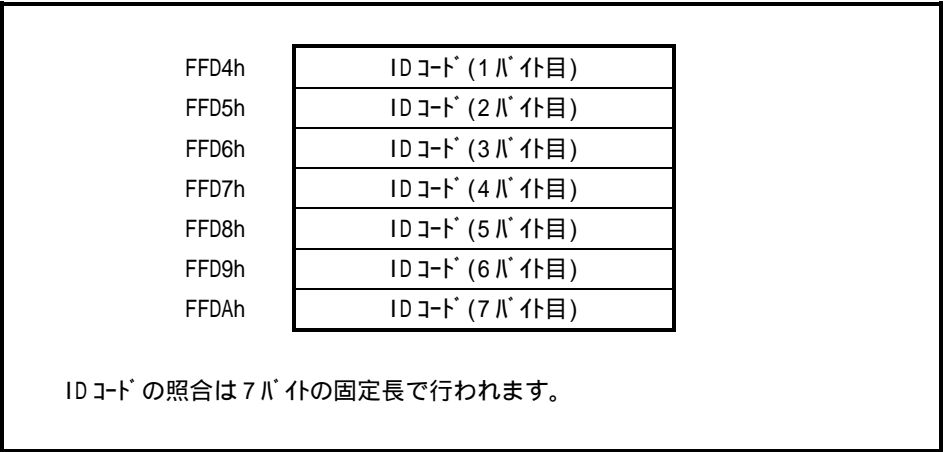 FFD4h IDｺｰﾄﾞ(1ﾊﾞｲﾄ目)
FFD5h IDｺｰﾄﾞ(2ﾊﾞｲﾄ目)
FFD6h IDｺｰﾄﾞ(3ﾊﾞｲﾄ目)
FFD7h IDｺｰﾄﾞ(4ﾊﾞｲﾄ目)
FFD8h IDｺｰﾄﾞ(5ﾊﾞｲﾄ目)
FFD9h IDｺｰﾄﾞ(6ﾊﾞｲﾄ目)
FFDAh IDｺｰﾄﾞ(7ﾊﾞｲﾄ目)
IDｺｰﾄﾞの照合は7ﾊﾞｲﾄの固定長で行われます。